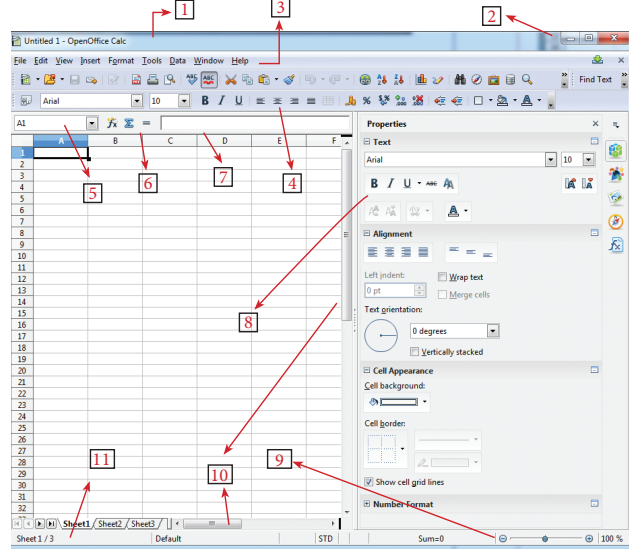 1
3
2
Untitled 1 - OpenOffice Calc
File Edit View Insert Format Tools Data Window Help
Find Text
Arial 10 B I U
A1
A B C D E F
1
2
3
4
5
6
7
8
9
10
11
12
13
14
15
16
17
18
19
20
21
22
23
24
25
26
27
28
29
30
31
32
5
6
7
4
8
11
10
9
Properties
Text
Arial 10
B I U ABC
A
Alignment
Left indent:
Wrap text
0 pt
Merge cells
Text orientation:
0 degrees
Vertically stacked
Cell Appearance
Cell background:
Cell border:
Show cell grid lines
Number Format
Sheet1 Sheet2 Sheet3
Sheet 1 / 3 Default STD Sum=0 100 %